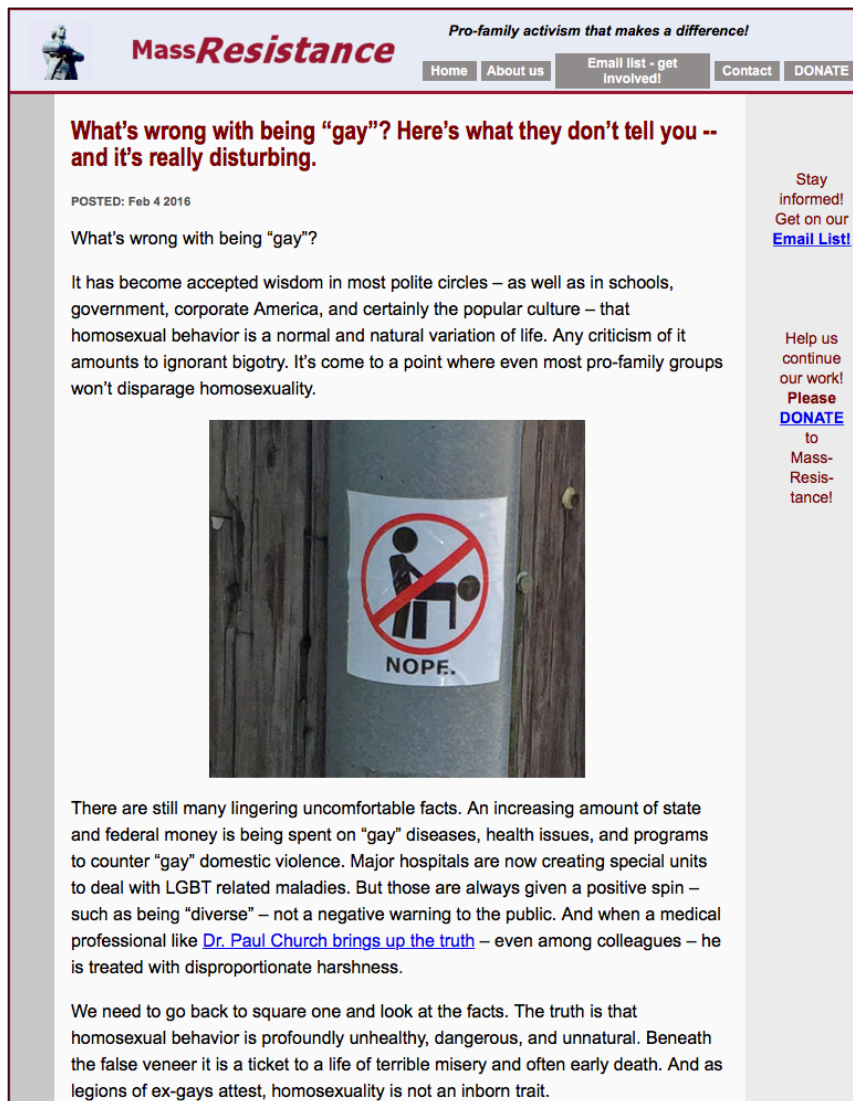 Pro-family activism that makes a difference!
MassResistance
Home
About us
Email list - get
involved!
Contact
DONATE
What’s wrong with being “gay”? Here’s what they don’t tell you --
and it’s really disturbing.
POSTED: Feb 4 2016
What’s wrong with being “gay”?
It has become accepted wisdom in most polite circles – as well as in schools,
government, corporate America, and certainly the popular culture – that
homosexual behavior is a normal and natural variation of life. Any criticism of it
amounts to ignorant bigotry. It’s come to a point where even most pro-family groups
won’t disparage homosexuality.
NOPE.
There are still many lingering uncomfortable facts. An increasing amount of state
and federal money is being spent on “gay” diseases, health issues, and programs
to counter “gay” domestic violence. Major hospitals are now creating special units
to deal with LGBT related maladies. But those are always given a positive spin –
such as being “diverse” – not a negative warning to the public. And when a medical
professional like Dr. Paul Church brings up the truth – even among colleagues – he
is treated with disproportionate harshness.
We need to go back to square one and look at the facts. The truth is that
homosexual behavior is profoundly unhealthy, dangerous, and unnatural. Beneath
the false veneer it is a ticket to a life of terrible misery and often early death. And as
legions of ex-gays attest, homosexuality is not an inborn trait.
Stay
informed!
Get on our
Email List!
Help us
continue
our work!
Please
DONATE
to
Mass-
Resis-
tance!